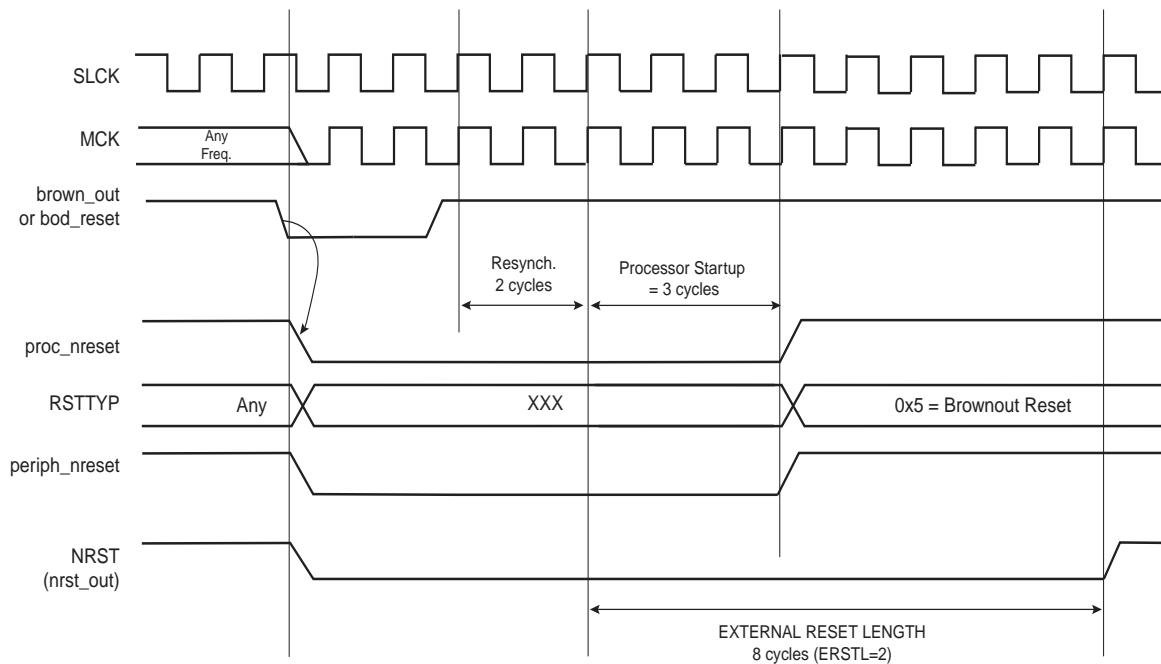 SLCK
MCK
Any
Freq.
brown_out
or bod_reset
Resynch.
2 cycles
Processor Startup
= 3 cycles
proc_nreset
RSTTYP
Any
XXX
0x5 = Brownout Reset
periph_nreset
NRST
(nrst_out)
EXTERNAL RESET LENGTH
8 cycles (ERSTL=2)